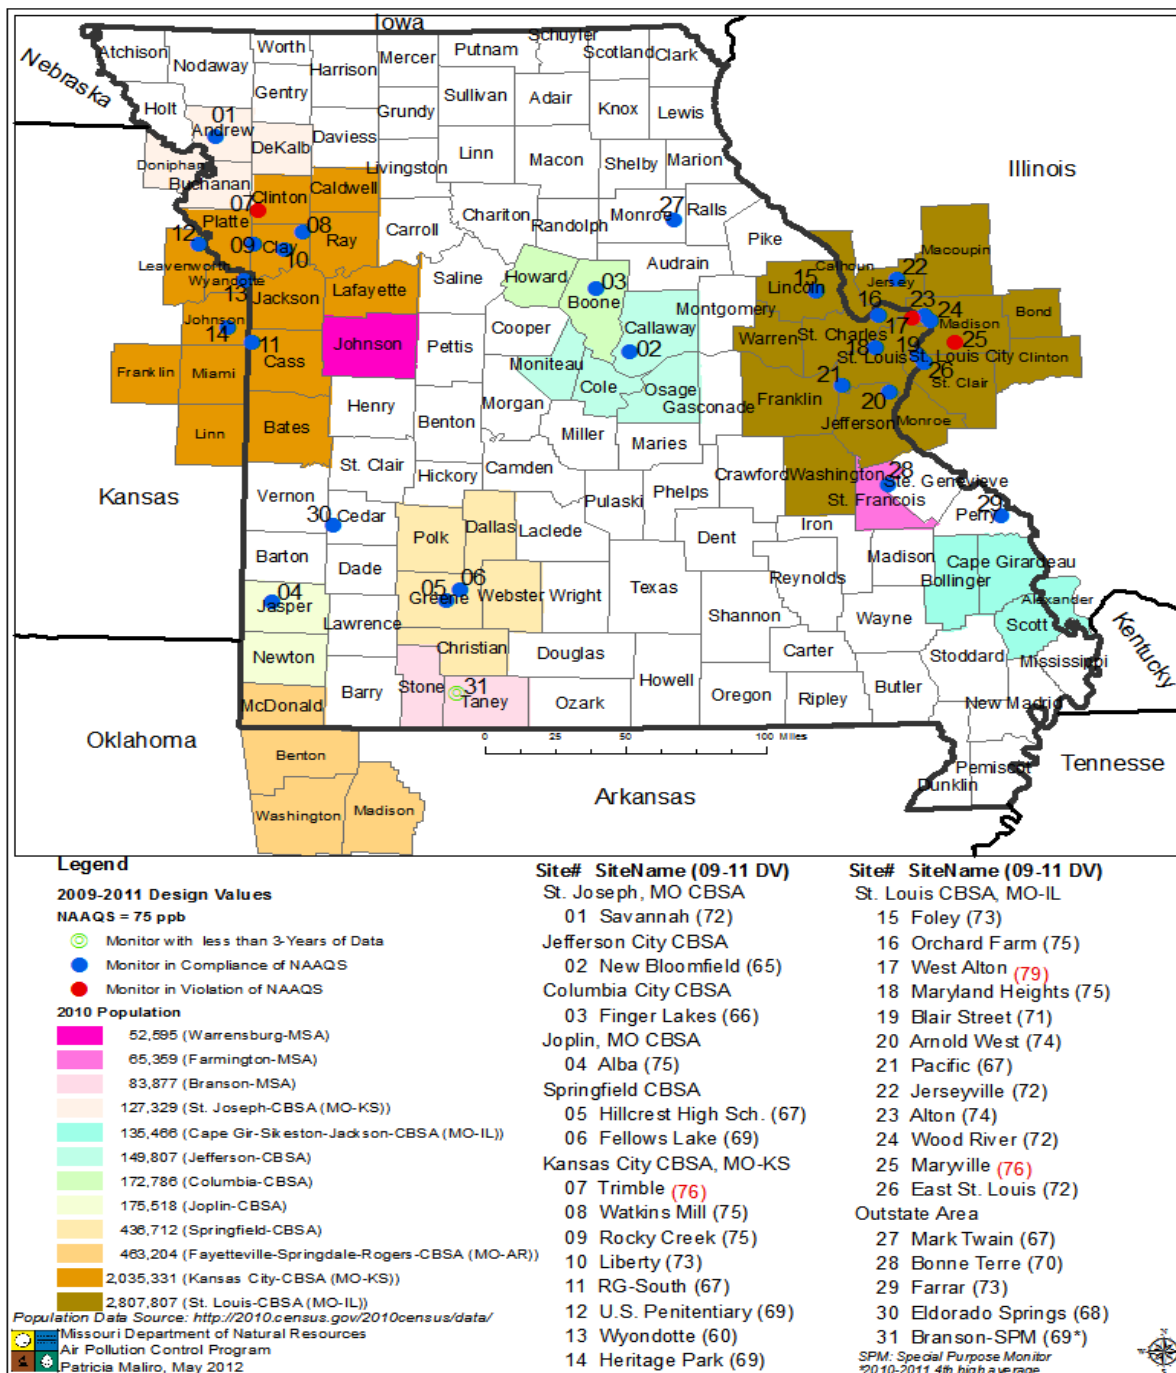 Iowa
Nebraska
Illinois
Kansas
Oklahoma
Arkansas
Tennesse
Kentucky
Atchison
Nodaway
Worth
Harrison
Mercer
Putnam
Schuyler
Scotland
Clark
Holt
Gentry
Grundy
Sullivan
Adair
Knox
Lewis
01
Andrew
DeKalb
Daviess
Livingston
Linn
Macon
Shelby
Marion
Doniphan
Buchanan
Clinton
Caldwell
07
Platte
08
Ray
Carroll
Chariton
Randolph
Monroe
27
Ralls
Pike
12
09
Clay
10
Leavenworth
Wyandotte
13
Jackson
Lafayette
Saline
Howard
03
Boone
Audrain
Montgomery
15
Lincoln
Calhoun
22
Jersey
Macoupin
Johnson
14
11
Cass
Johnson
Pettis
Cooper
Moniteau
Callaway
02
Cole
Osage
Gasconade
Warren
16
St. Charles
17
23
24
Madison
Bond
18
19
St. Louis
St. Louis City
25
Clinton
26
St. Clair
Franklin
Miami
Linn
Bates
Henry
Benton
Morgan
Miller
Maries
Franklin
21
20
Jefferson
Monroe
St. Clair
Hickory
Camden
Pulaski
Phelps
Crawford
Washington
28
Ste. Genevieve
St. Francois
29
Perry
Vernon
30
Cedar
Polk
Dallas
Laclede
Dent
Iron
Madison
Reynolds
Bollinger
Cape Girardeau
Alexander
Barton
Dade
04
Jasper
05
06
Greene
Webster
Wright
Texas
Shannon
Wayne
Scott
Lawrence
Newton
Christian
Douglas
Howell
Carter
Stoddard
Mississippi
McDonald
Barry
Stone
31
Taney
Ozark
Oregon
Ripley
Butler
New Madrid
Pemiscot
Dunklin
Benton
Washington
Madison
0 25 50 100 Miles
Legend
2009-2011 Design Values
NAAQS = 75 ppb
Monitor with less than 3-Years of Data
Monitor in Compliance of NAAQS
Monitor in Violation of NAAQS
2010 Population
52,595 (Warrensburg-MSA)
65,359 (Farmington-MSA)
83,877 (Branson-MSA)
127,329 (St. Joseph-CBSA (MO-KS))
135,466 (Cape Gir-Sikeston-Jackson-CBSA (MO-IL))
149,807 (Jefferson-CBSA)
172,786 (Columbia-CBSA)
175,518 (Joplin-CBSA)
436,712 (Springfield-CBSA)
463,204 (Fayetteville-Springdale-Rogers-CBSA (MO-AR))
2,035,331 (Kansas City-CBSA (MO-KS))
2,807,807 (St. Louis-CBSA (MO-IL))
Population Data Source: http://2010.census.gov/2010census/data/
Missouri Department of Natural Resources
Air Pollution Control Program
Patricia Maliro, May 2012
Site# SiteName (09-11 DV)
St. Joseph, MO CBSA
01 Savannah (72)
Jefferson City CBSA
02 New Bloomfield (65)
Columbia City CBSA
03 Finger Lakes (66)
Joplin, MO CBSA
04 Alba (75)
Springfield CBSA
05 Hillcrest High Sch. (67)
06 Fellows Lake (69)
Kansas City CBSA, MO-KS
07 Trimble (76)
08 Watkins Mill (75)
09 Rocky Creek (75)
10 Liberty (73)
11 RG-South (67)
12 U.S. Penitentiary (69)
13 Wyondotte (60)
14 Heritage Park (69)
Site# SiteName (09-11 DV)
St. Louis CBSA, MO-IL
15 Foley (73)
16 Orchard Farm (75)
17 West Alton (79)
18 Maryland Heights (75)
19 Blair Street (71)
20 Arnold West (74)
21 Pacific (67)
22 Jerseyville (72)
23 Alton (74)
24 Wood River (72)
25 Maryville (76)
26 East St. Louis (72)
Outstate Area
27 Mark Twain (67)
28 Bonne Terre (70)
29 Farrar (73)
30 Eldorado Springs (68)
31 Branson-SPM (69*)
SPM: Special Purpose Monitor
*2010-2011 4th high average